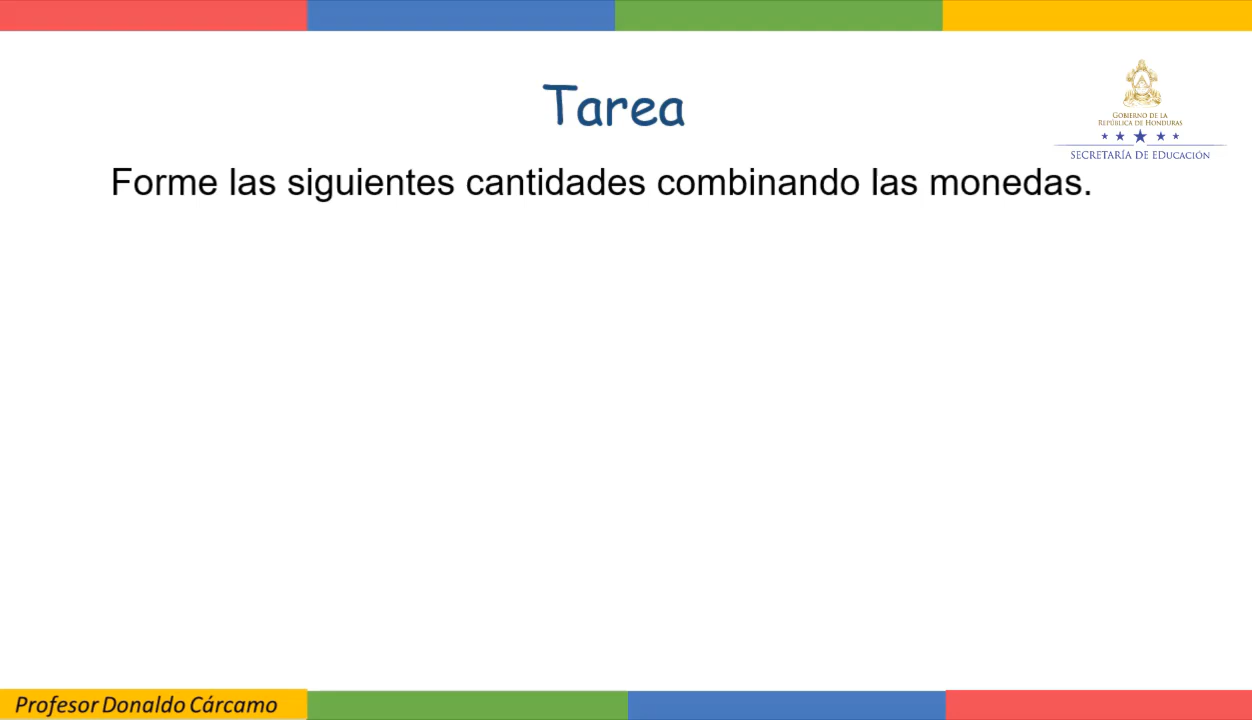 Tarea
GOBIERNO DE LA
REPÚBLICA DE HONDURAS
SECRETARÍA DE EDUCACIÓN
Forme las siguientes cantidades combinando las monedas.
Profesor Donaldo Cárcamo